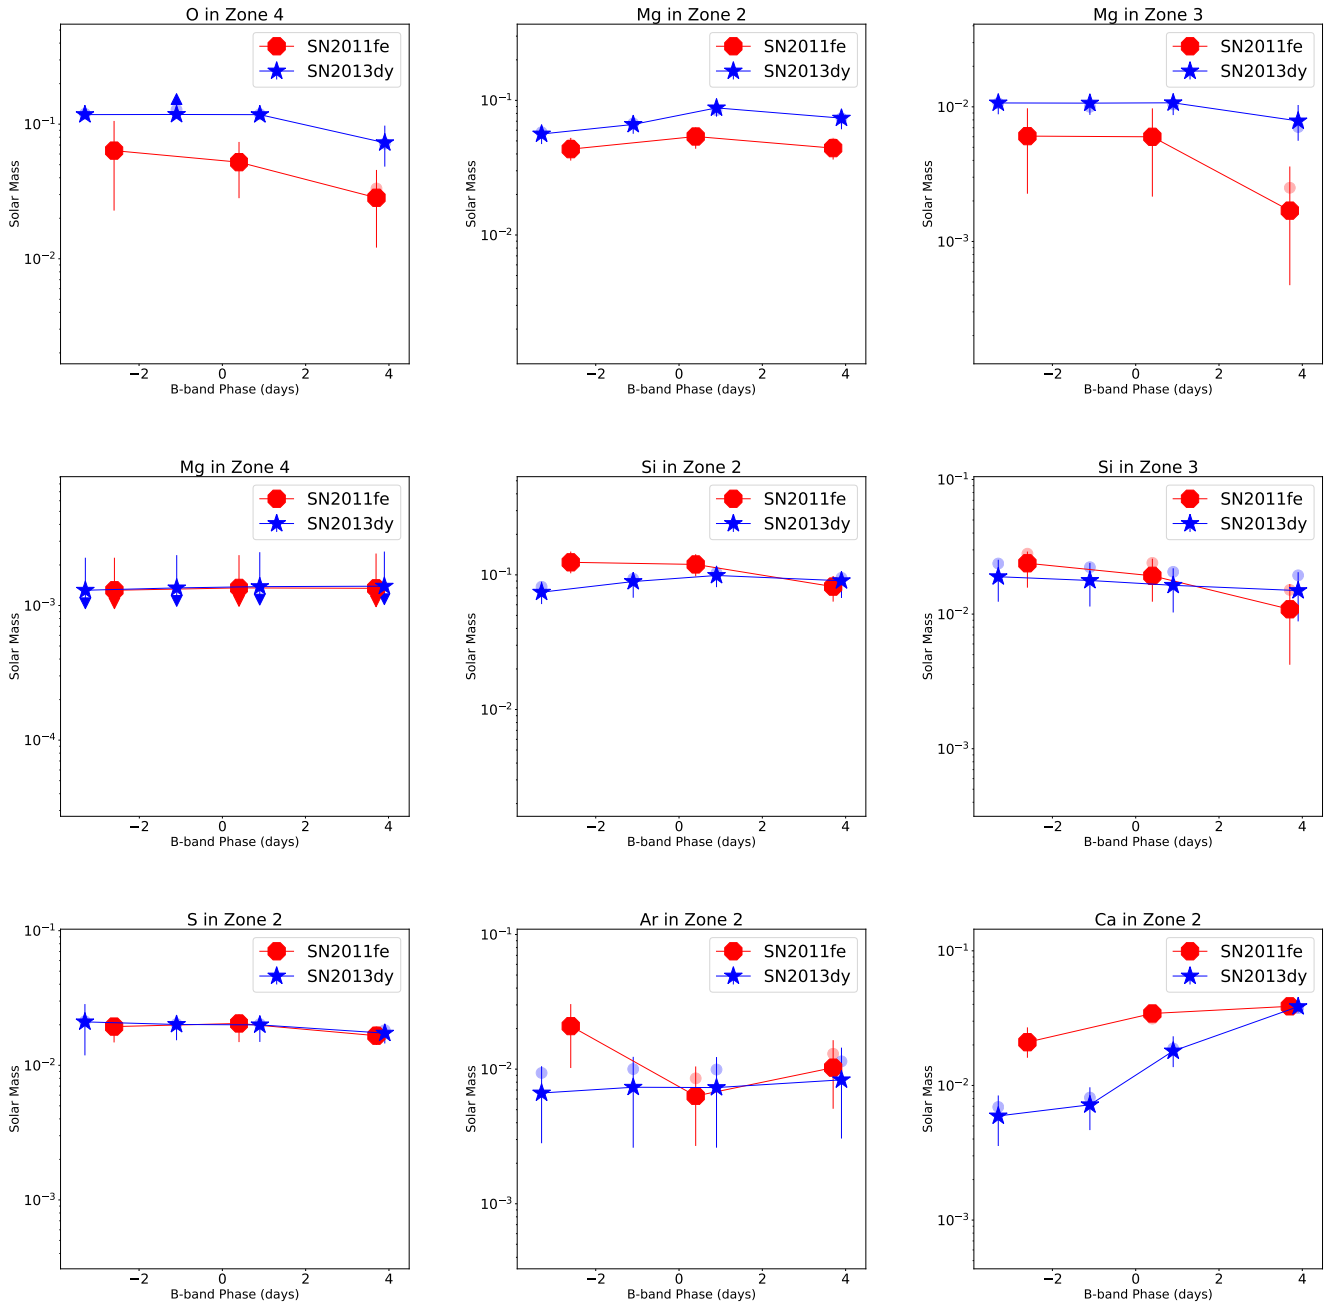 O in Zone 4
SN2011fe
SN2013dy
10⁻¹
10⁻²
Solar Mass
−2
0
2
4
B-band Phase (days)
Mg in Zone 2
SN2011fe
SN2013dy
10⁻¹
10⁻²
Solar Mass
−2
0
2
4
B-band Phase (days)
Mg in Zone 3
SN2011fe
SN2013dy
10⁻²
10⁻³
Solar Mass
−2
0
2
4
B-band Phase (days)
Mg in Zone 4
SN2011fe
SN2013dy
10⁻³
10⁻⁴
Solar Mass
−2
0
2
4
B-band Phase (days)
Si in Zone 2
SN2011fe
SN2013dy
10⁻¹
10⁻²
Solar Mass
−2
0
2
4
B-band Phase (days)
Si in Zone 3
SN2011fe
SN2013dy
10⁻¹
10⁻²
10⁻³
Solar Mass
−2
0
2
4
B-band Phase (days)
S in Zone 2
SN2011fe
SN2013dy
10⁻¹
10⁻²
10⁻³
Solar Mass
−2
0
2
4
B-band Phase (days)
Ar in Zone 2
SN2011fe
SN2013dy
10⁻¹
10⁻²
10⁻³
Solar Mass
−2
0
2
4
B-band Phase (days)
Ca in Zone 2
SN2011fe
SN2013dy
10⁻¹
10⁻²
10⁻³
Solar Mass
−2
0
2
4
B-band Phase (days)